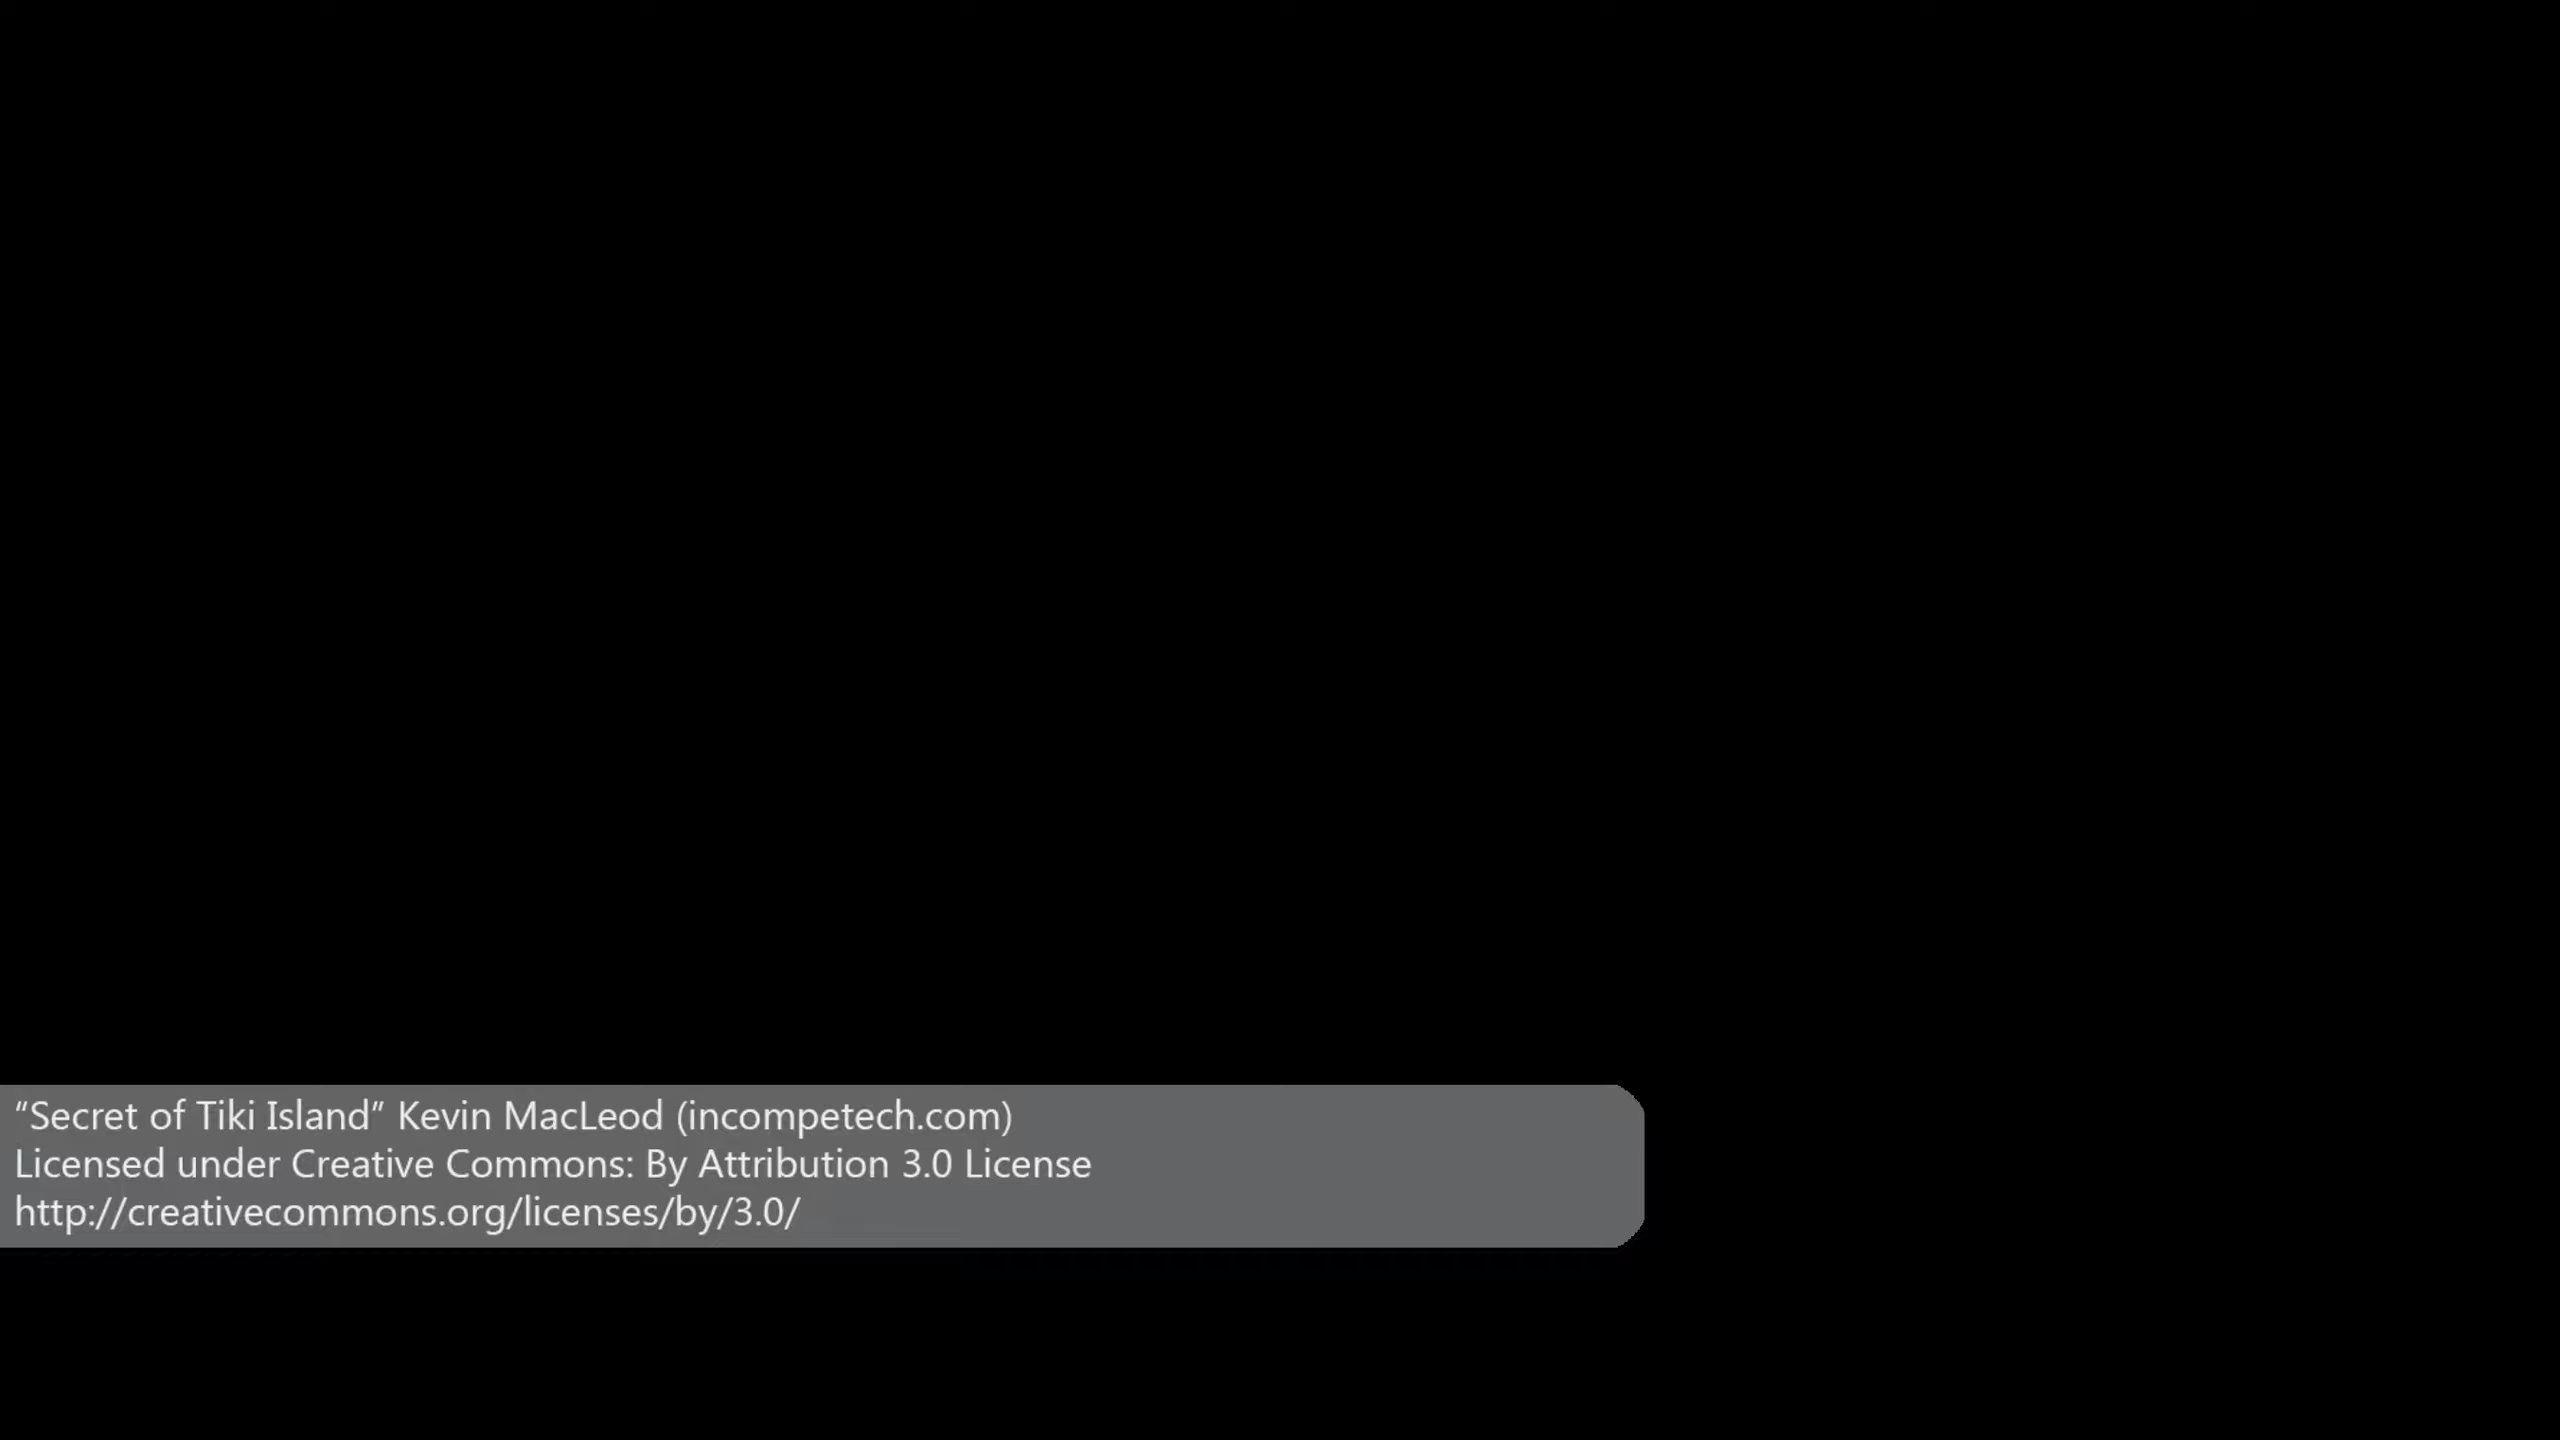 “Secret of Tiki Island” Kevin MacLeod (incompetech.com)
Licensed under Creative Commons: By Attribution 3.0 License
http://creativecommons.org/licenses/by/3.0/